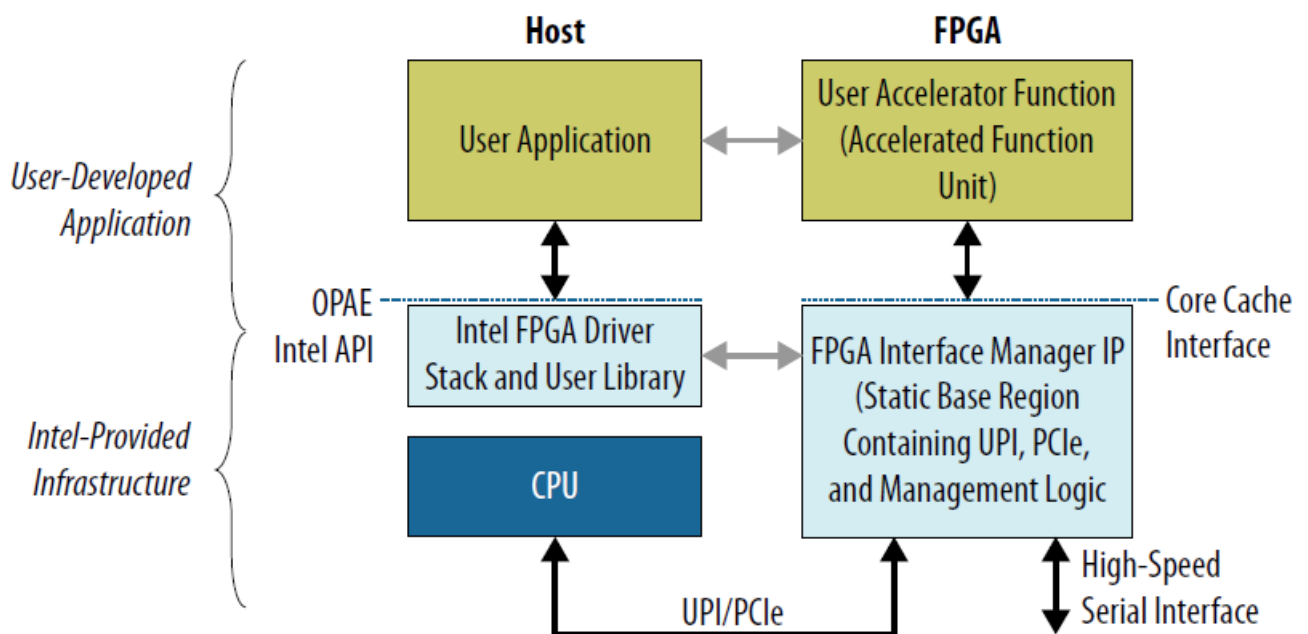 Host
FPGA
User-Developed
Application
User Application
User Accelerator Function
(Accelerated Function
Unit)
OPAE
Intel API
Core Cache
Interface
Intel FPGA Driver
Stack and User Library
FPGA Interface Manager IP
(Static Base Region
Containing UPI, PCIe,
and Management Logic
Intel-Provided
Infrastructure
CPU
UPI/PCIe
High-Speed
Serial Interface